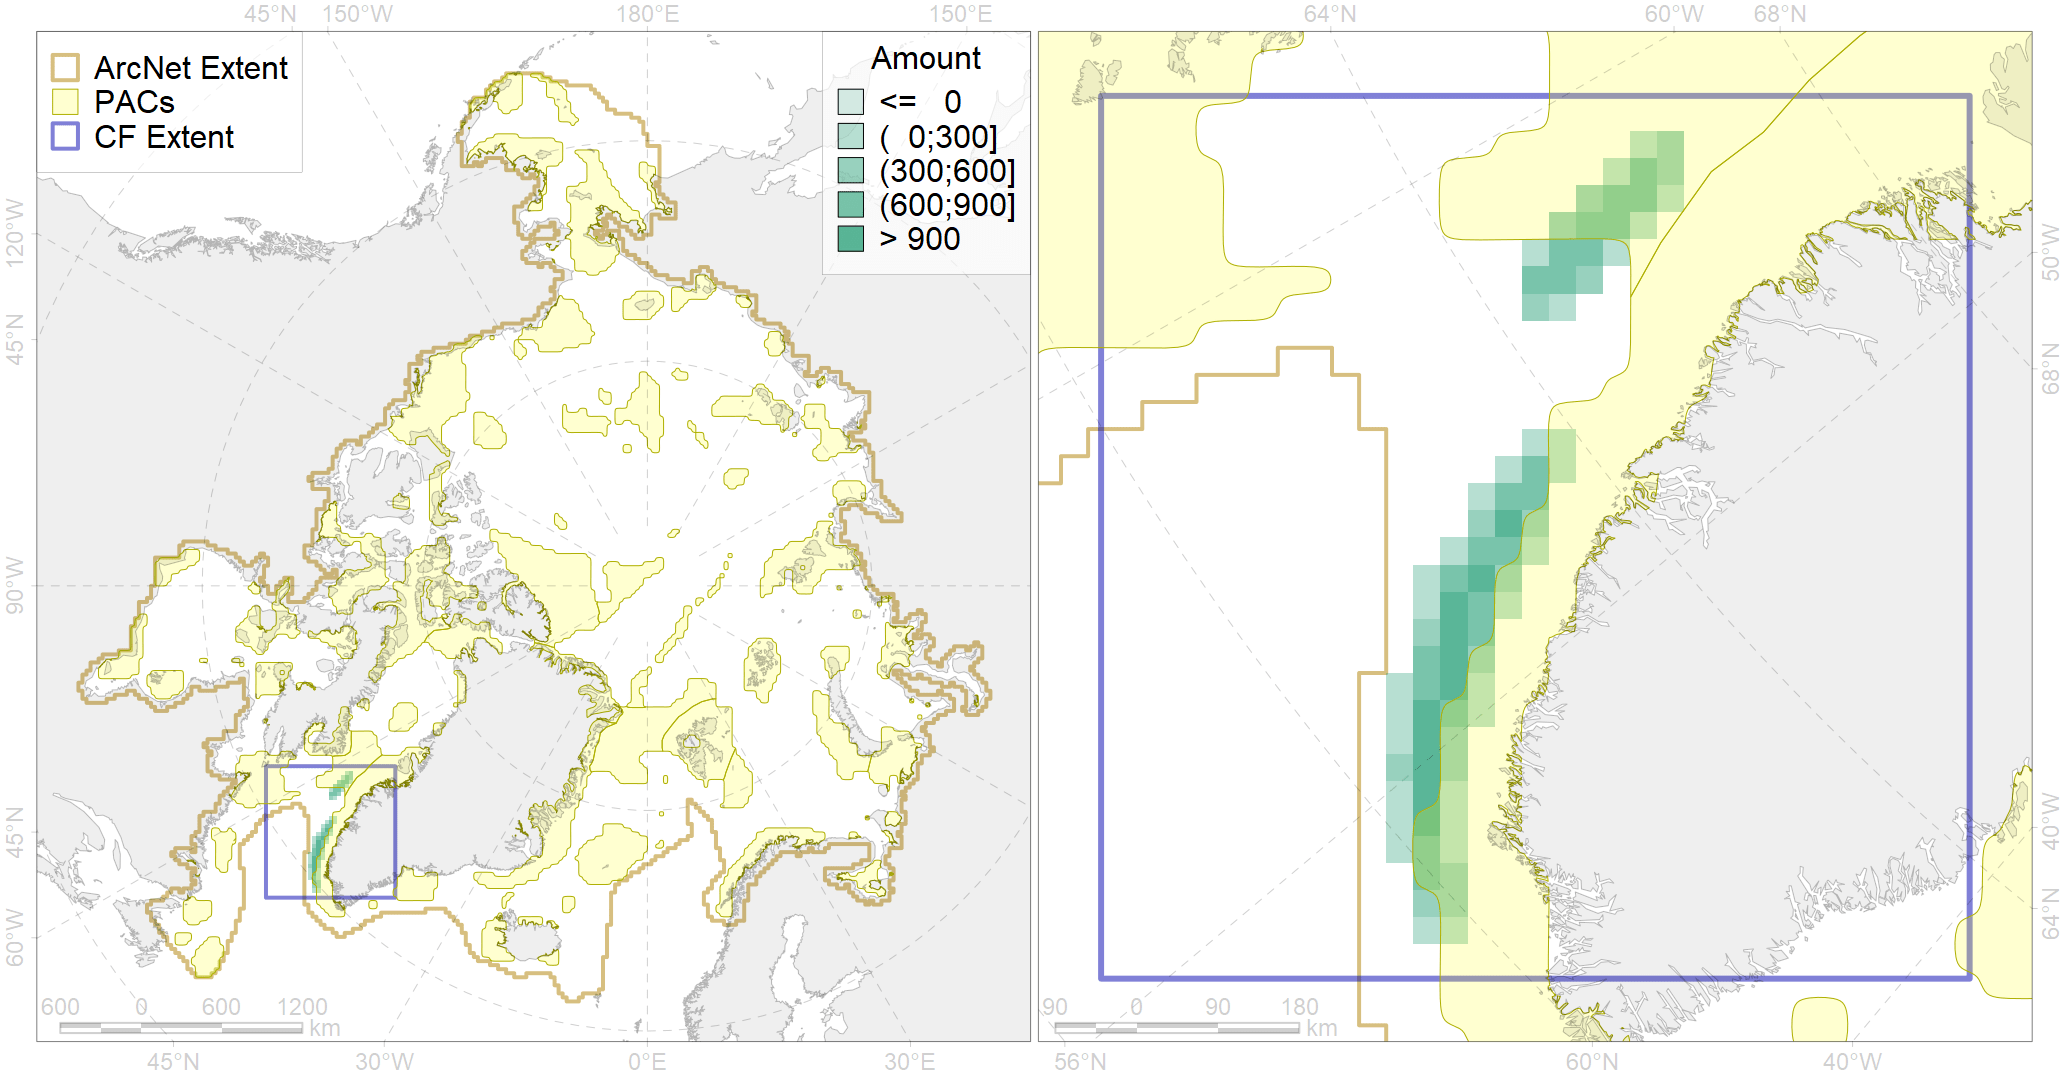 45°N 150°W 180°E 150°E 64°N 60°W 68°N
ArcNet Extent
PACs
CF Extent
Amount
<= 0
( 0;300]
(300;600]
(600;900]
> 900
120°W
45°N
90°W
45°N
60°W
50°W
68°N
40°W
64°N
600 0 600 1200
km
90 0 90 180
km
45°N 30°W 0°E 30°E 56°N 60°N 40°W